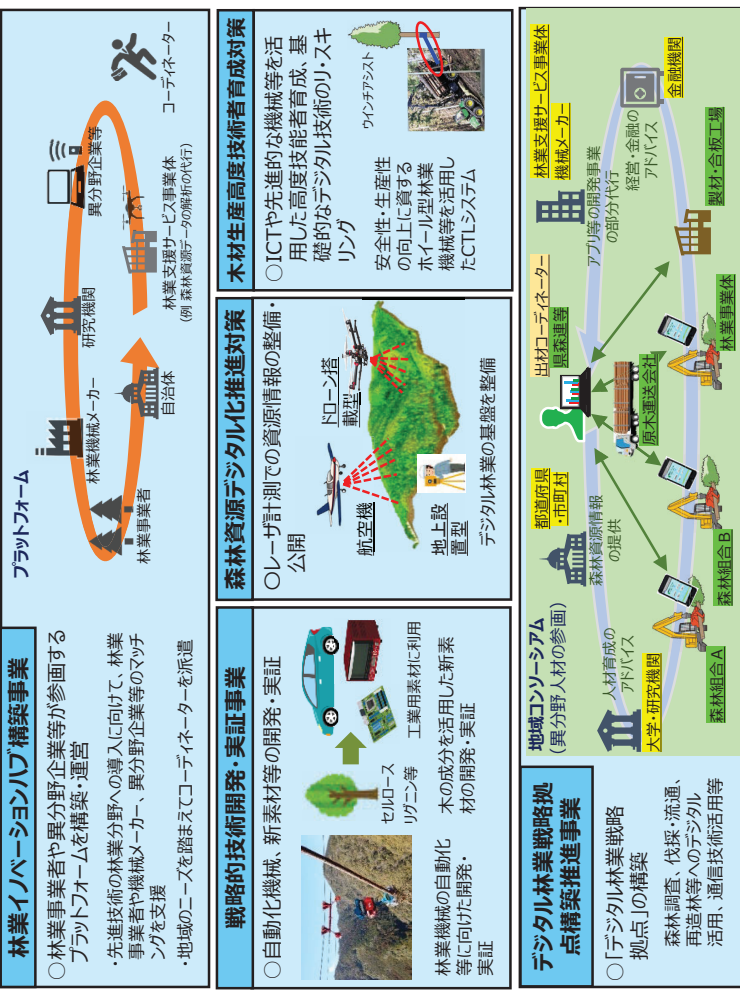 林業イノベーションハブ構築事業
○林業事業者や異分野企業等が参画する
プラットフォームを構築・運営
・先進技術の林業分野への導入に向けて、林業
事業者や機械メーカー、異分野企業等のマッチ
ングを支援
・地域のニーズを踏まえてコーディネーターを派遣
プラットフォーム
林業事業者
林業機械メーカー
研究機関
異分野企業等
自治体
林業支援サービス事業体
(例 森林資源データの解析の代行)
コーディネーター
戦略的技術開発・実証事業
○自動化機械、新素材等の開発・実証
林業機械の自動化
等に向けた開発・
実証
セルロース
リグニン等
工業用素材に利用
木の成分を活用した新素
材の開発・実証
森林資源デジタル化推進対策
○レーザ計測での資源情報の整備・
公開
航空機
ドローン搭
載型
地上設
置型
デジタル林業の基盤を整備
木材生産高度技術者育成対策
○ICTや先進的な機械等を活
用した高度技能者育成、基
礎的なデジタル技術のリ・スキ
リング
安全性・生産性
の向上に資する
ホイール型林業
機械等を活用し
たCTLシステム
ウインチアシスト
デジタル林業戦略拠
点構築推進事業
○「デジタル林業戦略
拠点」の構築
森林調査、伐採・流通、
再造林等へのデジタル
活用、通信技術活用等
地域コンソーシアム
(異分野人材の参画)
大学・研究機関
人材育成の
アドバイス
都道府県
・市町村
森林資源情報
の提供
出材コーディネーター
県森連等
林業支援サービス事業体
機械メーカー
アプリ等の開発事業
の部分代行
金融機関
経営・金融の
アドバイス
原木運送会社
森林組合A
森林組合B
林業事業体
製材・合板工場